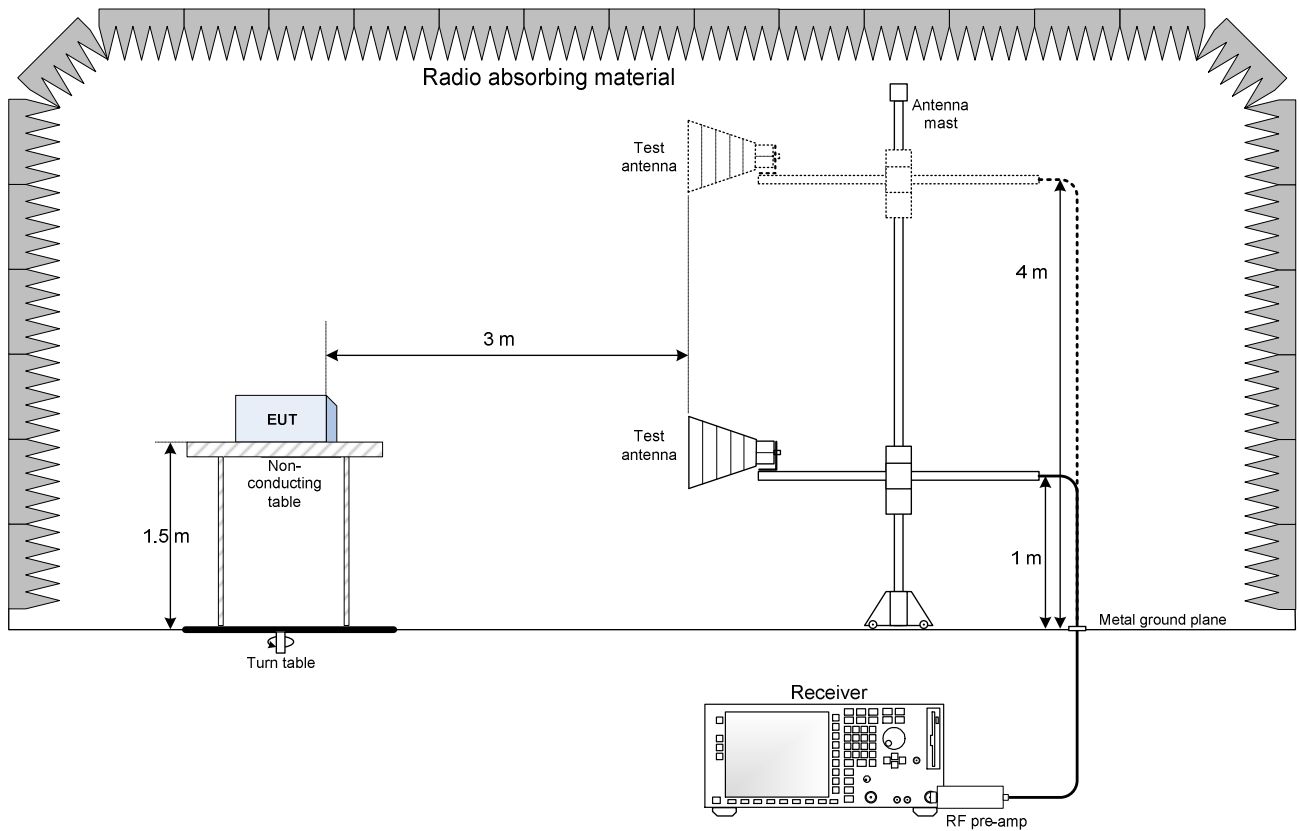 Radio absorbing material
Antenna
mast
Test
antenna
4 m
3 m
EUT
Test
antenna
Non-
conducting
table
1.5 m
1 m
Metal ground plane
Turn table
Receiver
RF pre-amp